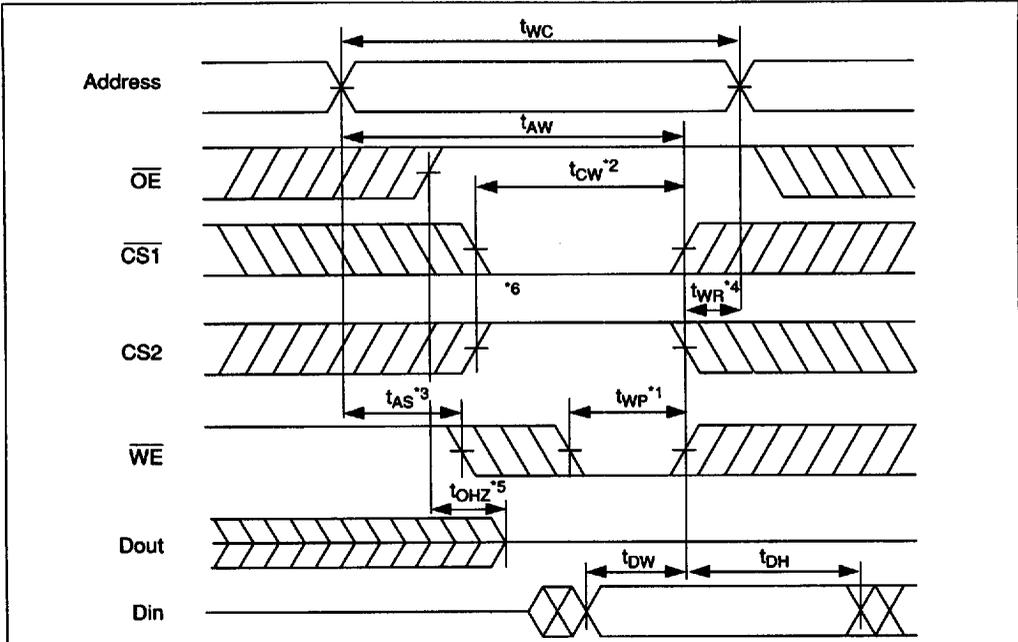 tWC
Address
tAW
OE
tCW*2
CS1
*6
tWR*4
CS2
tAS*3
tWP*1
WE
tOHZ*5
Dout
tDW
tDH
Din